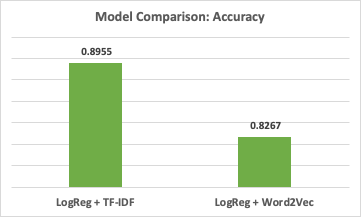 Model Comparison: Accuracy
0.8955
0.8267
LogReg + TF-IDF
LogReg + Word2Vec